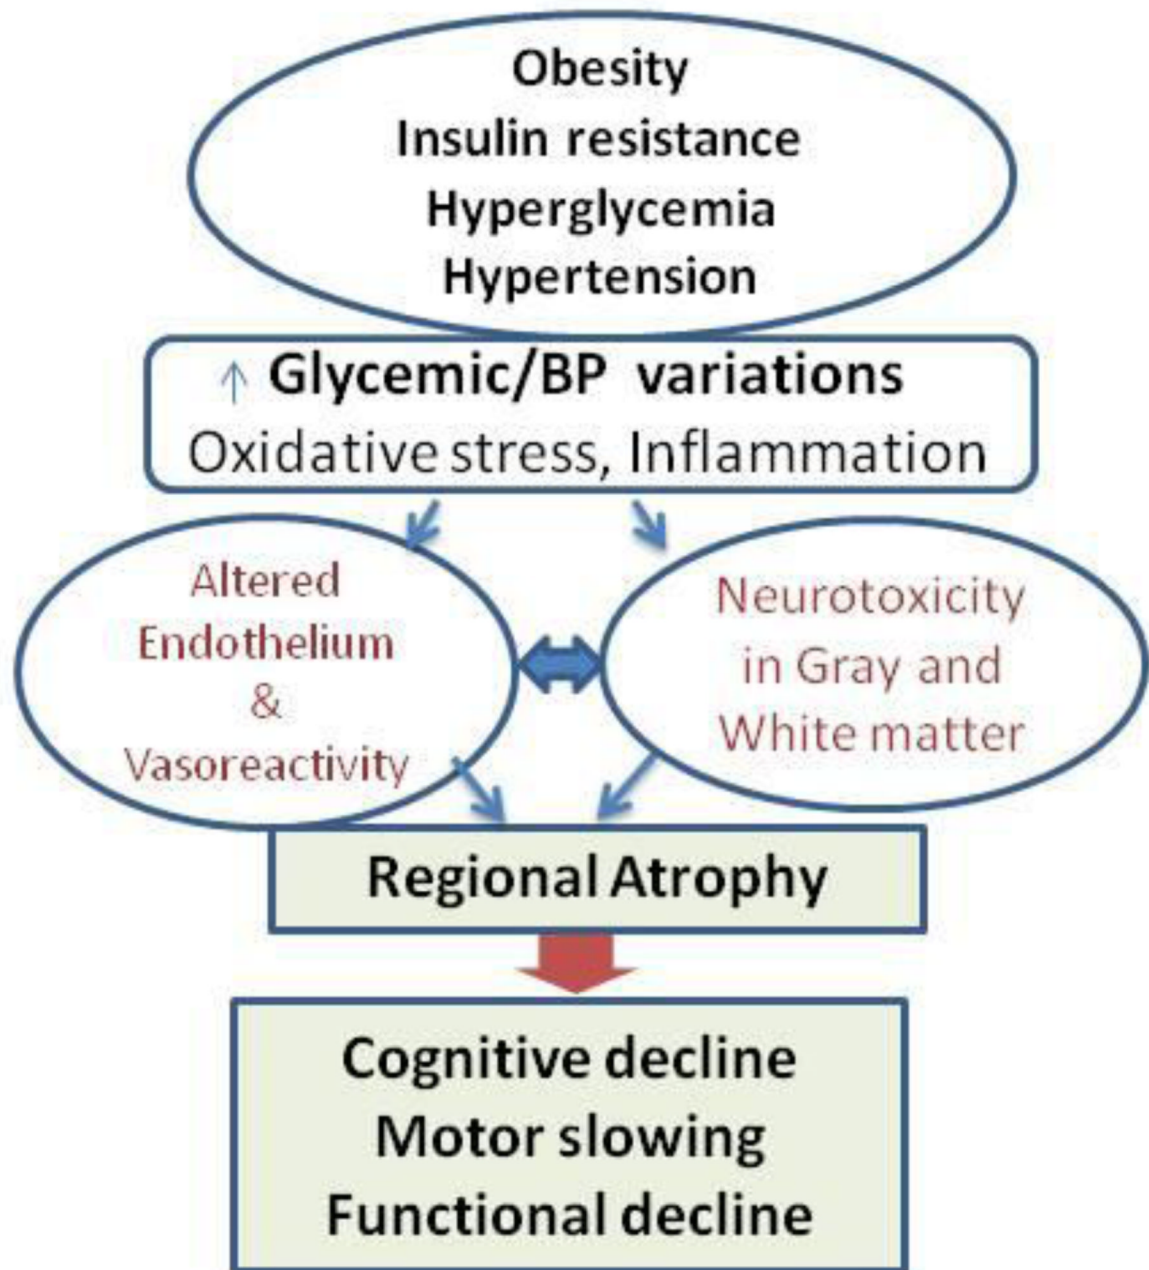 Obesity
Insulin resistance
Hyperglycemia
Hypertension
↑ Glycemic/BP variations
Oxidative stress, Inflammation
Altered
Endothelium
&
Vasoreactivity
Neurotoxicity
in Gray and
White matter
Regional Atrophy
Cognitive decline
Motor slowing
Functional decline